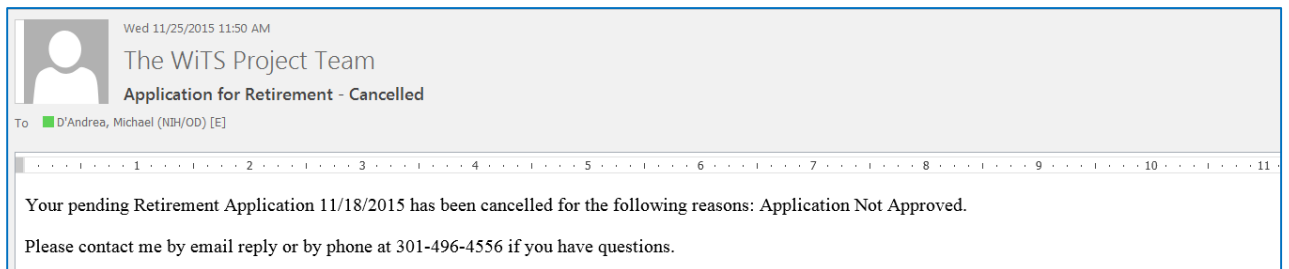 Wed 11/25/2015 11:50 AM
The WiTS Project Team
Application for Retirement - Cancelled
To D'Andrea, Michael (NIH/OD) [E]
1 2 3 4 5 6 7 8 9 10 11
Your pending Retirement Application 11/18/2015 has been cancelled for the following reasons: Application Not Approved.
Please contact me by email reply or by phone at 301-496-4556 if you have questions.